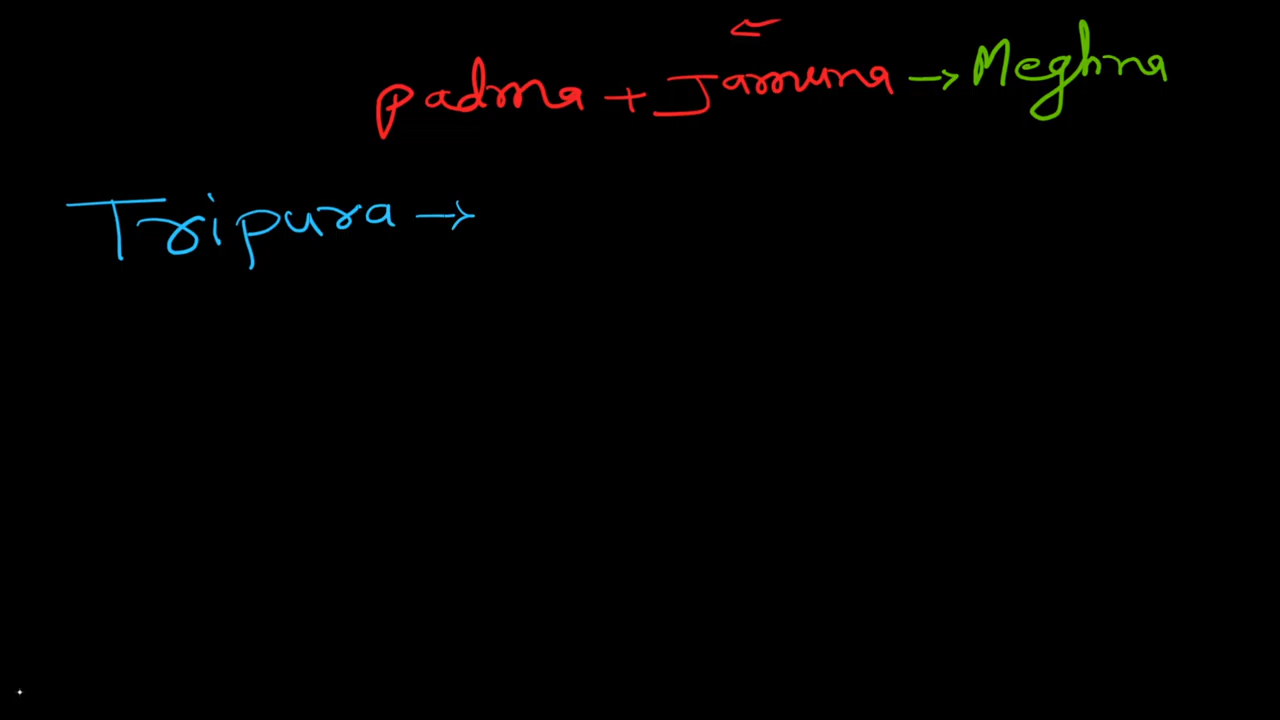 Padma + Jamuna → Meghna
Tripura →